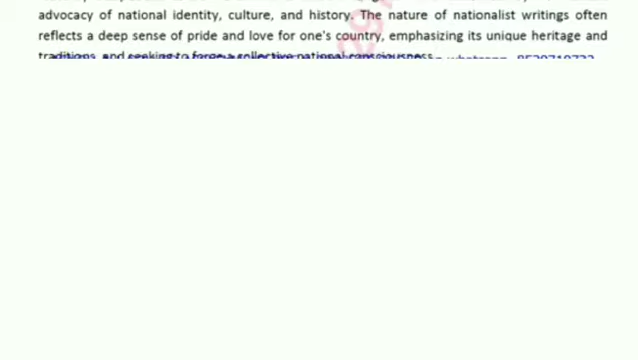 advocacy of national identity, culture, and history. The nature of nationalist writings often
reflects a deep sense of pride and love for one's country, emphasizing its unique heritage and
traditions, and seeking to forge a collective national consciousness.